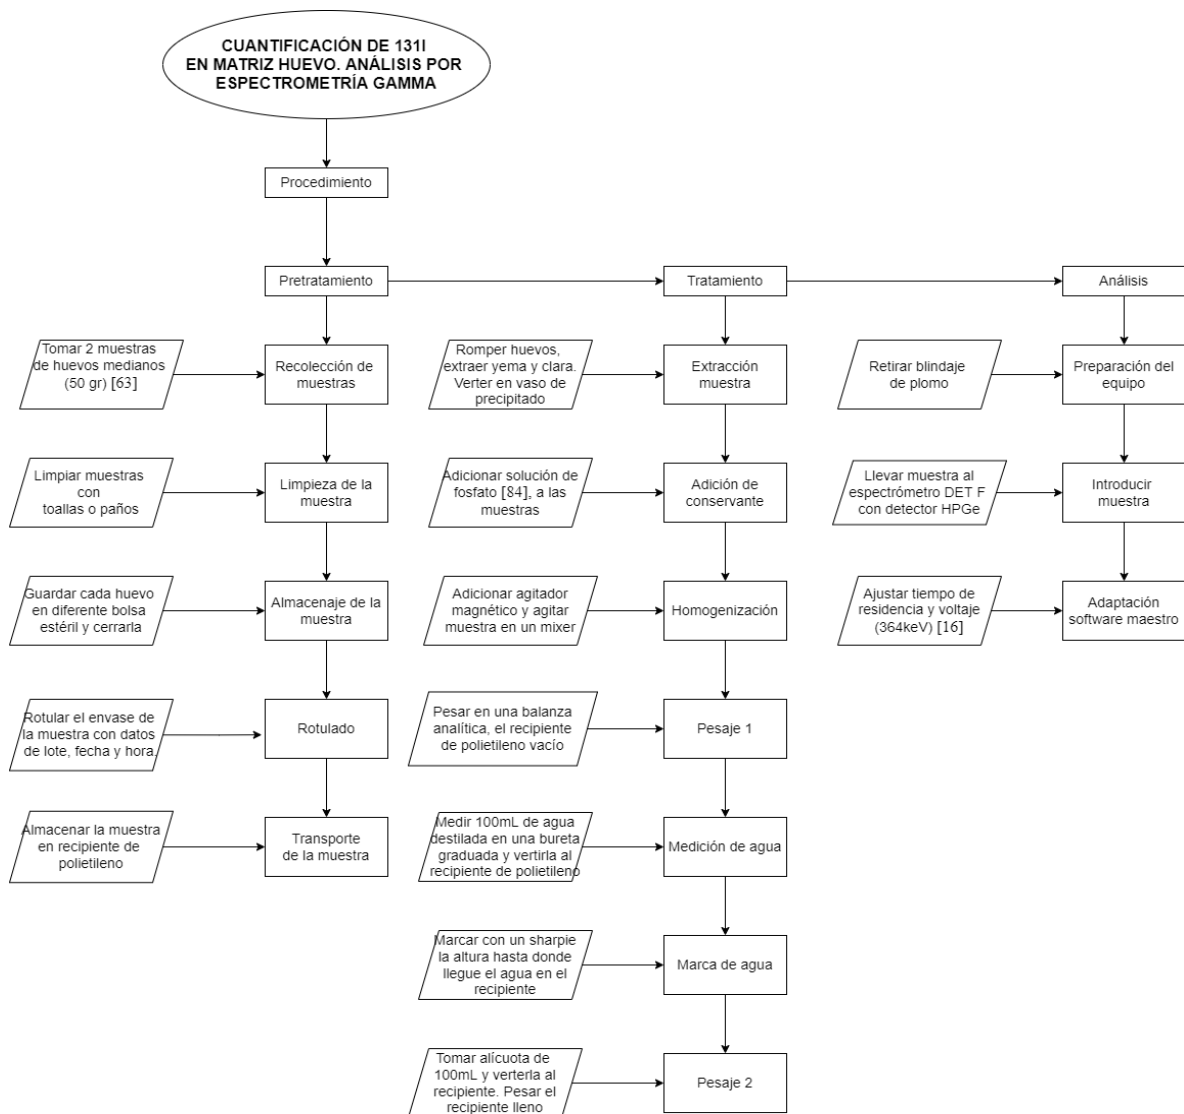 CUANTIFICACIÓN DE 131I
EN MATRIZ HUEVO. ANÁLISIS POR
ESPECTROMETRÍA GAMMA
Procedimiento
Pretratamiento
Tratamiento
Análisis
Tomar 2 muestras
de huevos medianos
(50 gr) [63]
Recolección de
muestras
Romper huevos,
extraer yema y clara.
Verter en vaso de
precipitado
Extracción
muestra
Retirar blindaje
de plomo
Preparación del
equipo
Limpiar muestras
con
toallas o paños
Limpieza de la
muestra
Adicionar solución de
fosfato [84], a las
muestras
Adición de
conservante
Llevar muestra al
espectrómetro DET F
con detector HPGe
Introducir
muestra
Guardar cada huevo
en diferente bolsa
estéril y cerrarla
Almacenaje de la
muestra
Adicionar agitador
magnético y agitar
muestra en un mixer
Homogenización
Ajustar tiempo de
residencia y voltaje
(364keV) [16]
Adaptación
software maestro
Rotular el envase de
la muestra con datos
de lote, fecha y hora.
Rotulado
Pesar en una balanza
analítica, el recipiente
de polietileno vacío
Pesaje 1
Almacenar la muestra
en recipiente de
polietileno
Transporte
de la muestra
Medir 100mL de agua
destilada en una bureta
graduada y vertirla al
recipiente de polietileno
Medición de agua
Marcar con un sharpie
la altura hasta donde
llegue el agua en el
recipiente
Marca de agua
Tomar alícuota de
100mL y verterla al
recipiente. Pesar el
recipiente lleno
Pesaje 2